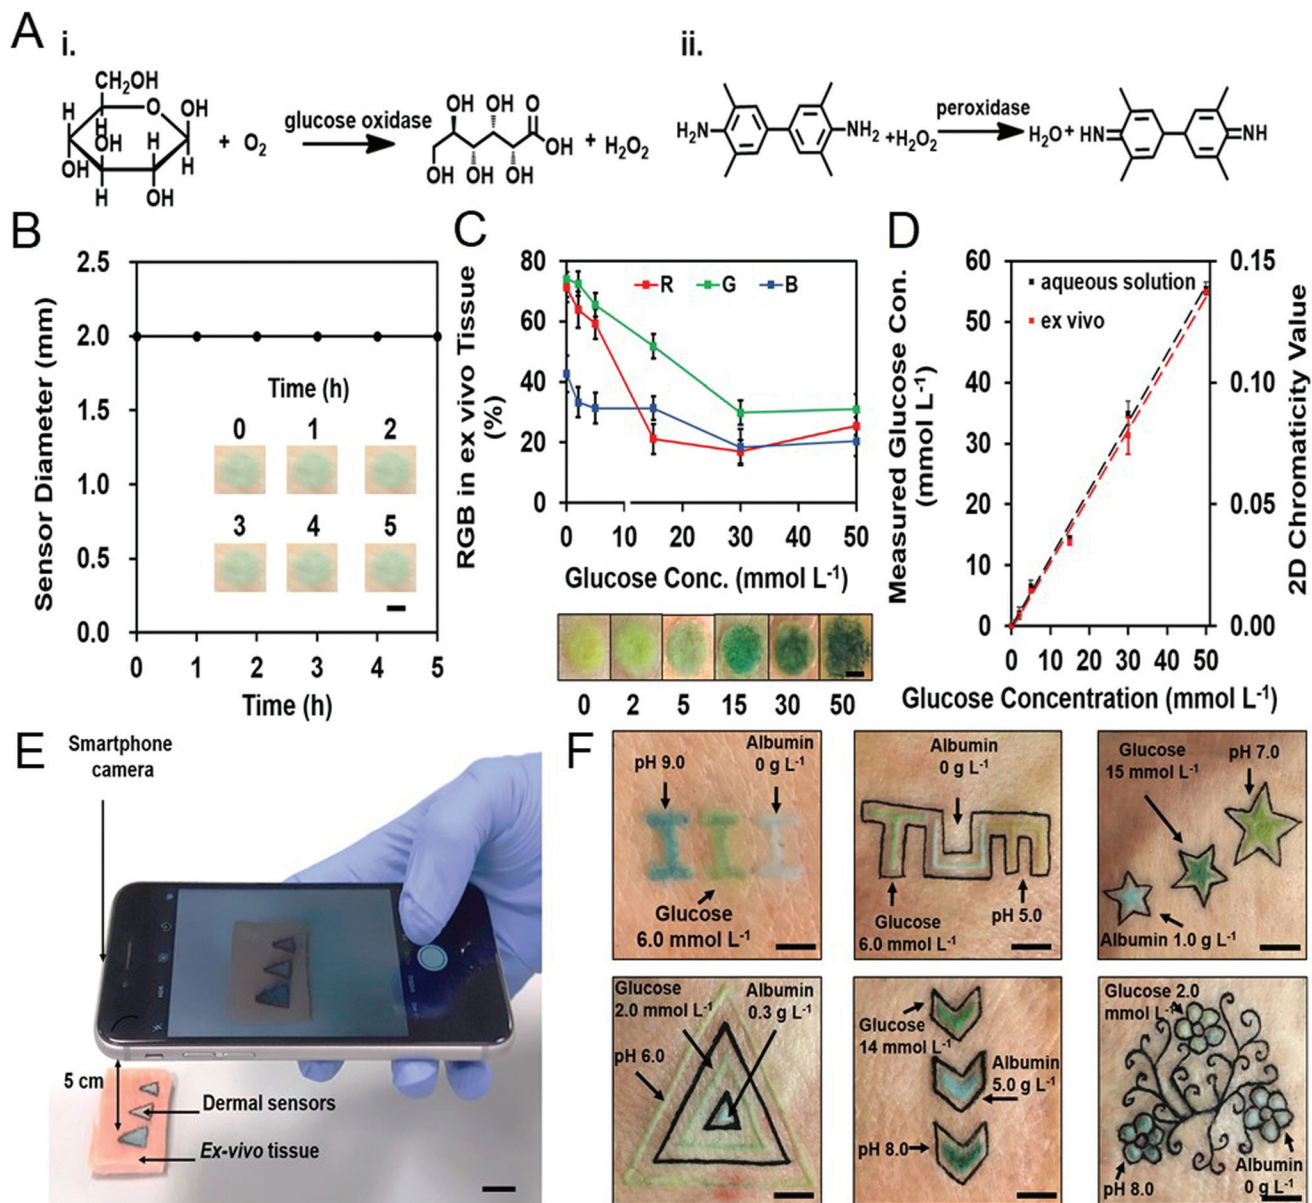 A
i.
CH₂OH
H
O
OH
H
OH
H
OH
H
H
OH
+ O₂
glucose oxidase
OH
OH
O
OH
OH
OH
OH
+ H₂O₂
ii.
H₂N
NH₂
+H₂O₂
peroxidase
H₂O+
HN
NH
B
Sensor Diameter (mm)
2.5
2.0
1.5
1.0
0.5
0.0
Time (h)
0 1 2
3 4 5
0 1 2 3 4 5
Time (h)
C
RGB in ex vivo Tissue
(%)
80
60
40
20
0
R G B
0 10 20 30 40 50
Glucose Conc. (mmol L⁻¹)
0 2 5 15 30 50
D
Measured Glucose Con.
(mmol L⁻¹)
60
50
40
30
20
10
0
aqueous solution
ex vivo
0.15
0.10
0.05
0.00
2D Chromaticity Value
0 10 20 30 40 50
Glucose Concentration (mmol L⁻¹)
E
Smartphone
camera
5 cm
Dermal sensors
Ex-vivo tissue
F
pH 9.0
Albumin
0 g L⁻¹
Glucose
6.0 mmol L⁻¹
Albumin
0 g L⁻¹
TUM
Glucose
6.0 mmol L⁻¹
pH 5.0
Glucose
15 mmol L⁻¹
pH 7.0
Albumin 1.0 g L⁻¹
Glucose
2.0 mmol L⁻¹
Albumin
0.3 g L⁻¹
pH 6.0
Glucose
14 mmol L⁻¹
Albumin
5.0 g L⁻¹
pH 8.0
Glucose 2.0
mmol L⁻¹
pH 8.0
Albumin
0 g L⁻¹